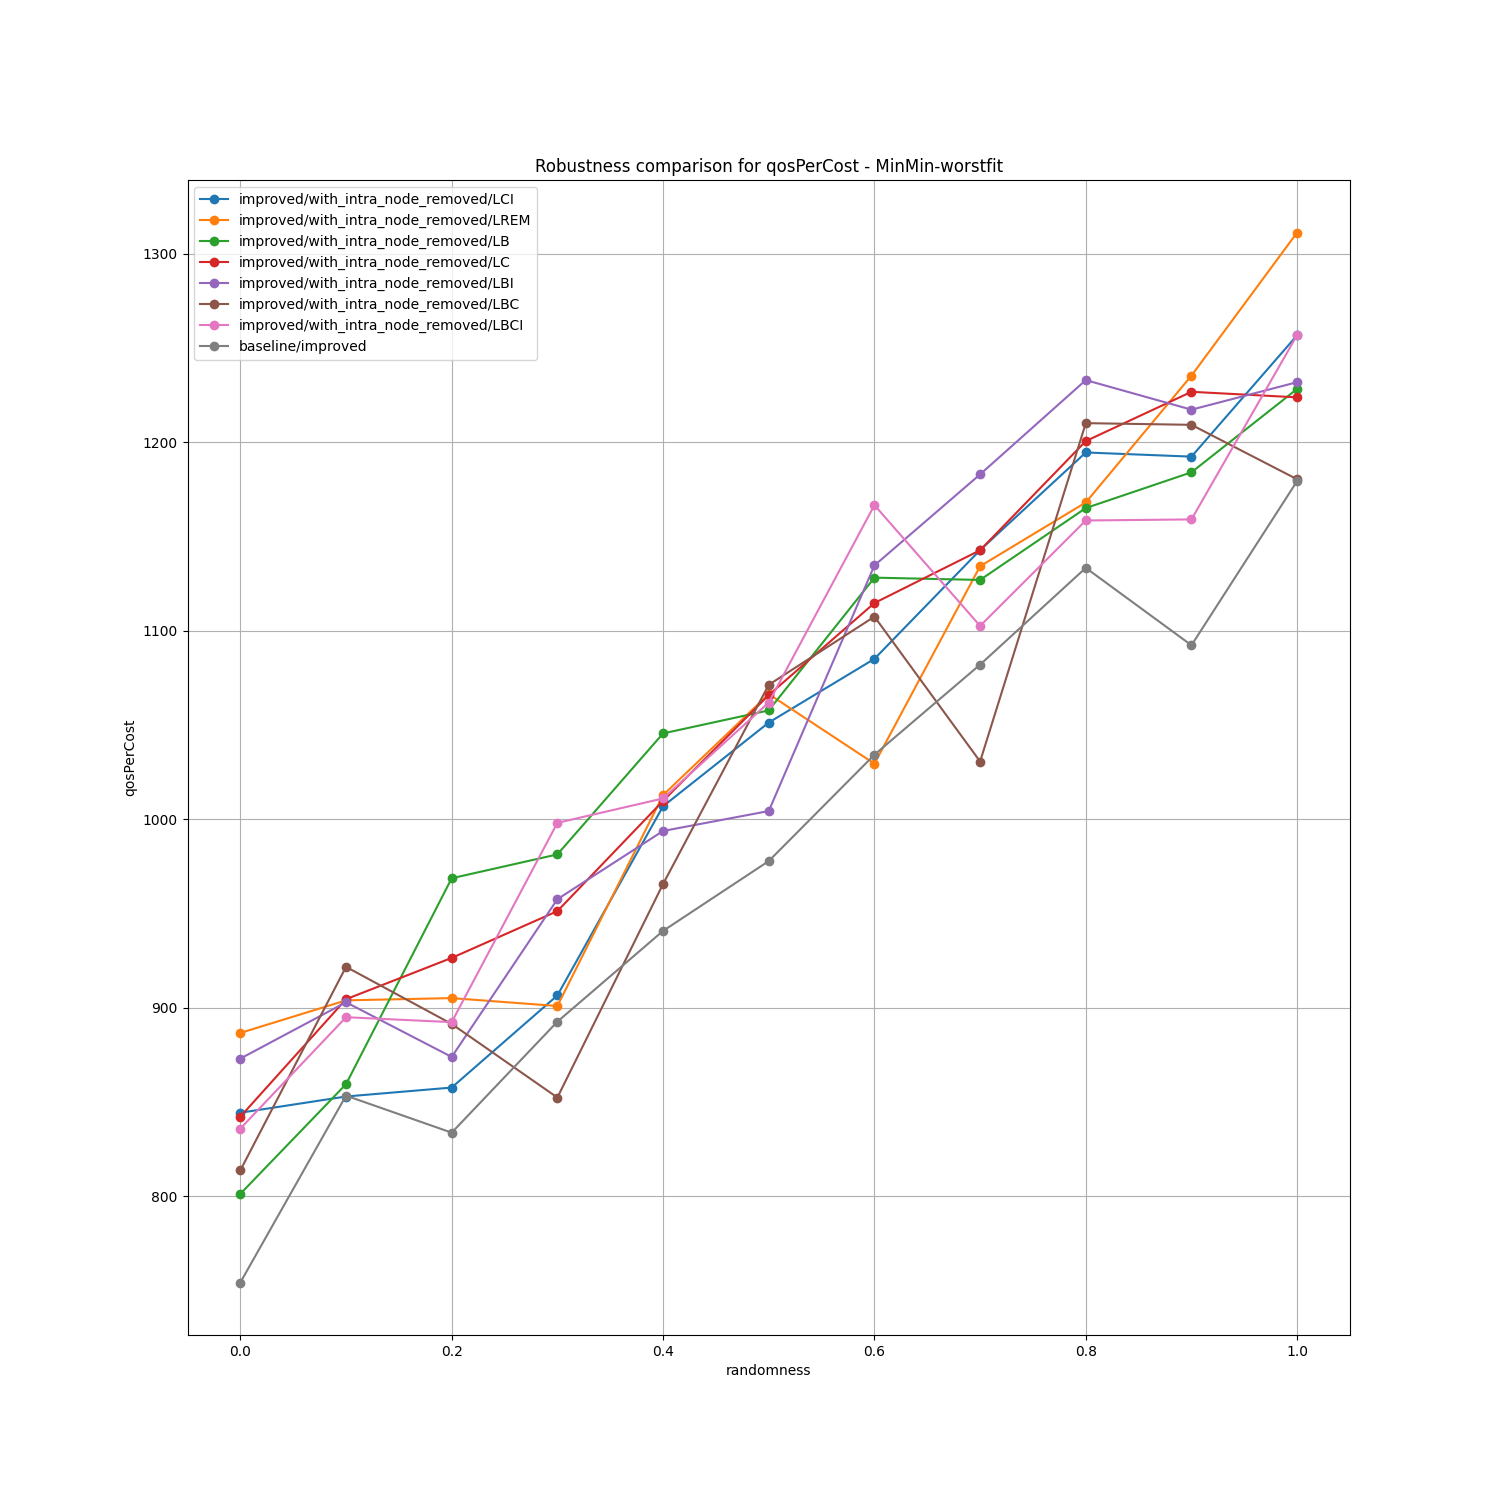 Robustness comparison for qosPerCost - MinMin-worstfit
improved/with_intra_node_removed/LCI
improved/with_intra_node_removed/LREM
improved/with_intra_node_removed/LB
improved/with_intra_node_removed/LC
improved/with_intra_node_removed/LBI
improved/with_intra_node_removed/LBC
improved/with_intra_node_removed/LBCI
baseline/improved
1300
1200
1100
1000
900
800
qosPerCost
0.0 0.2 0.4 0.6 0.8 1.0
randomness